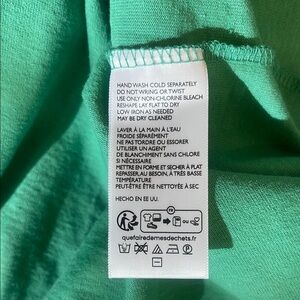 HAND WASH COLD SEPARATELY
DO NOT WRING OR TWIST
USE ONLY NON-CHLORINE BLEACH
RESHAPE LAY FLAT TO DRY
LOW IRON AS NEEDED
MAY BE DRY CLEANED
LAVER À LA MAIN À L'EAU
FROIDE SÉPARÉMENT
NE PAS TORDRE OU ESSORER
UTILISER UN AGENT
DE BLANCHIMENT SANS CHLORE
SI NÉCESSAIRE
METTRE EN FORME ET SECHER À PLAT
REPASSER, AU BESOIN, À TRÈS BASSE
TEMPÉRATURE
PEUT-ÊTRE ÊTRE NETTOYÉE À SEC
HECHO EN EE UU.
FR
quefairedemesdechets.fr